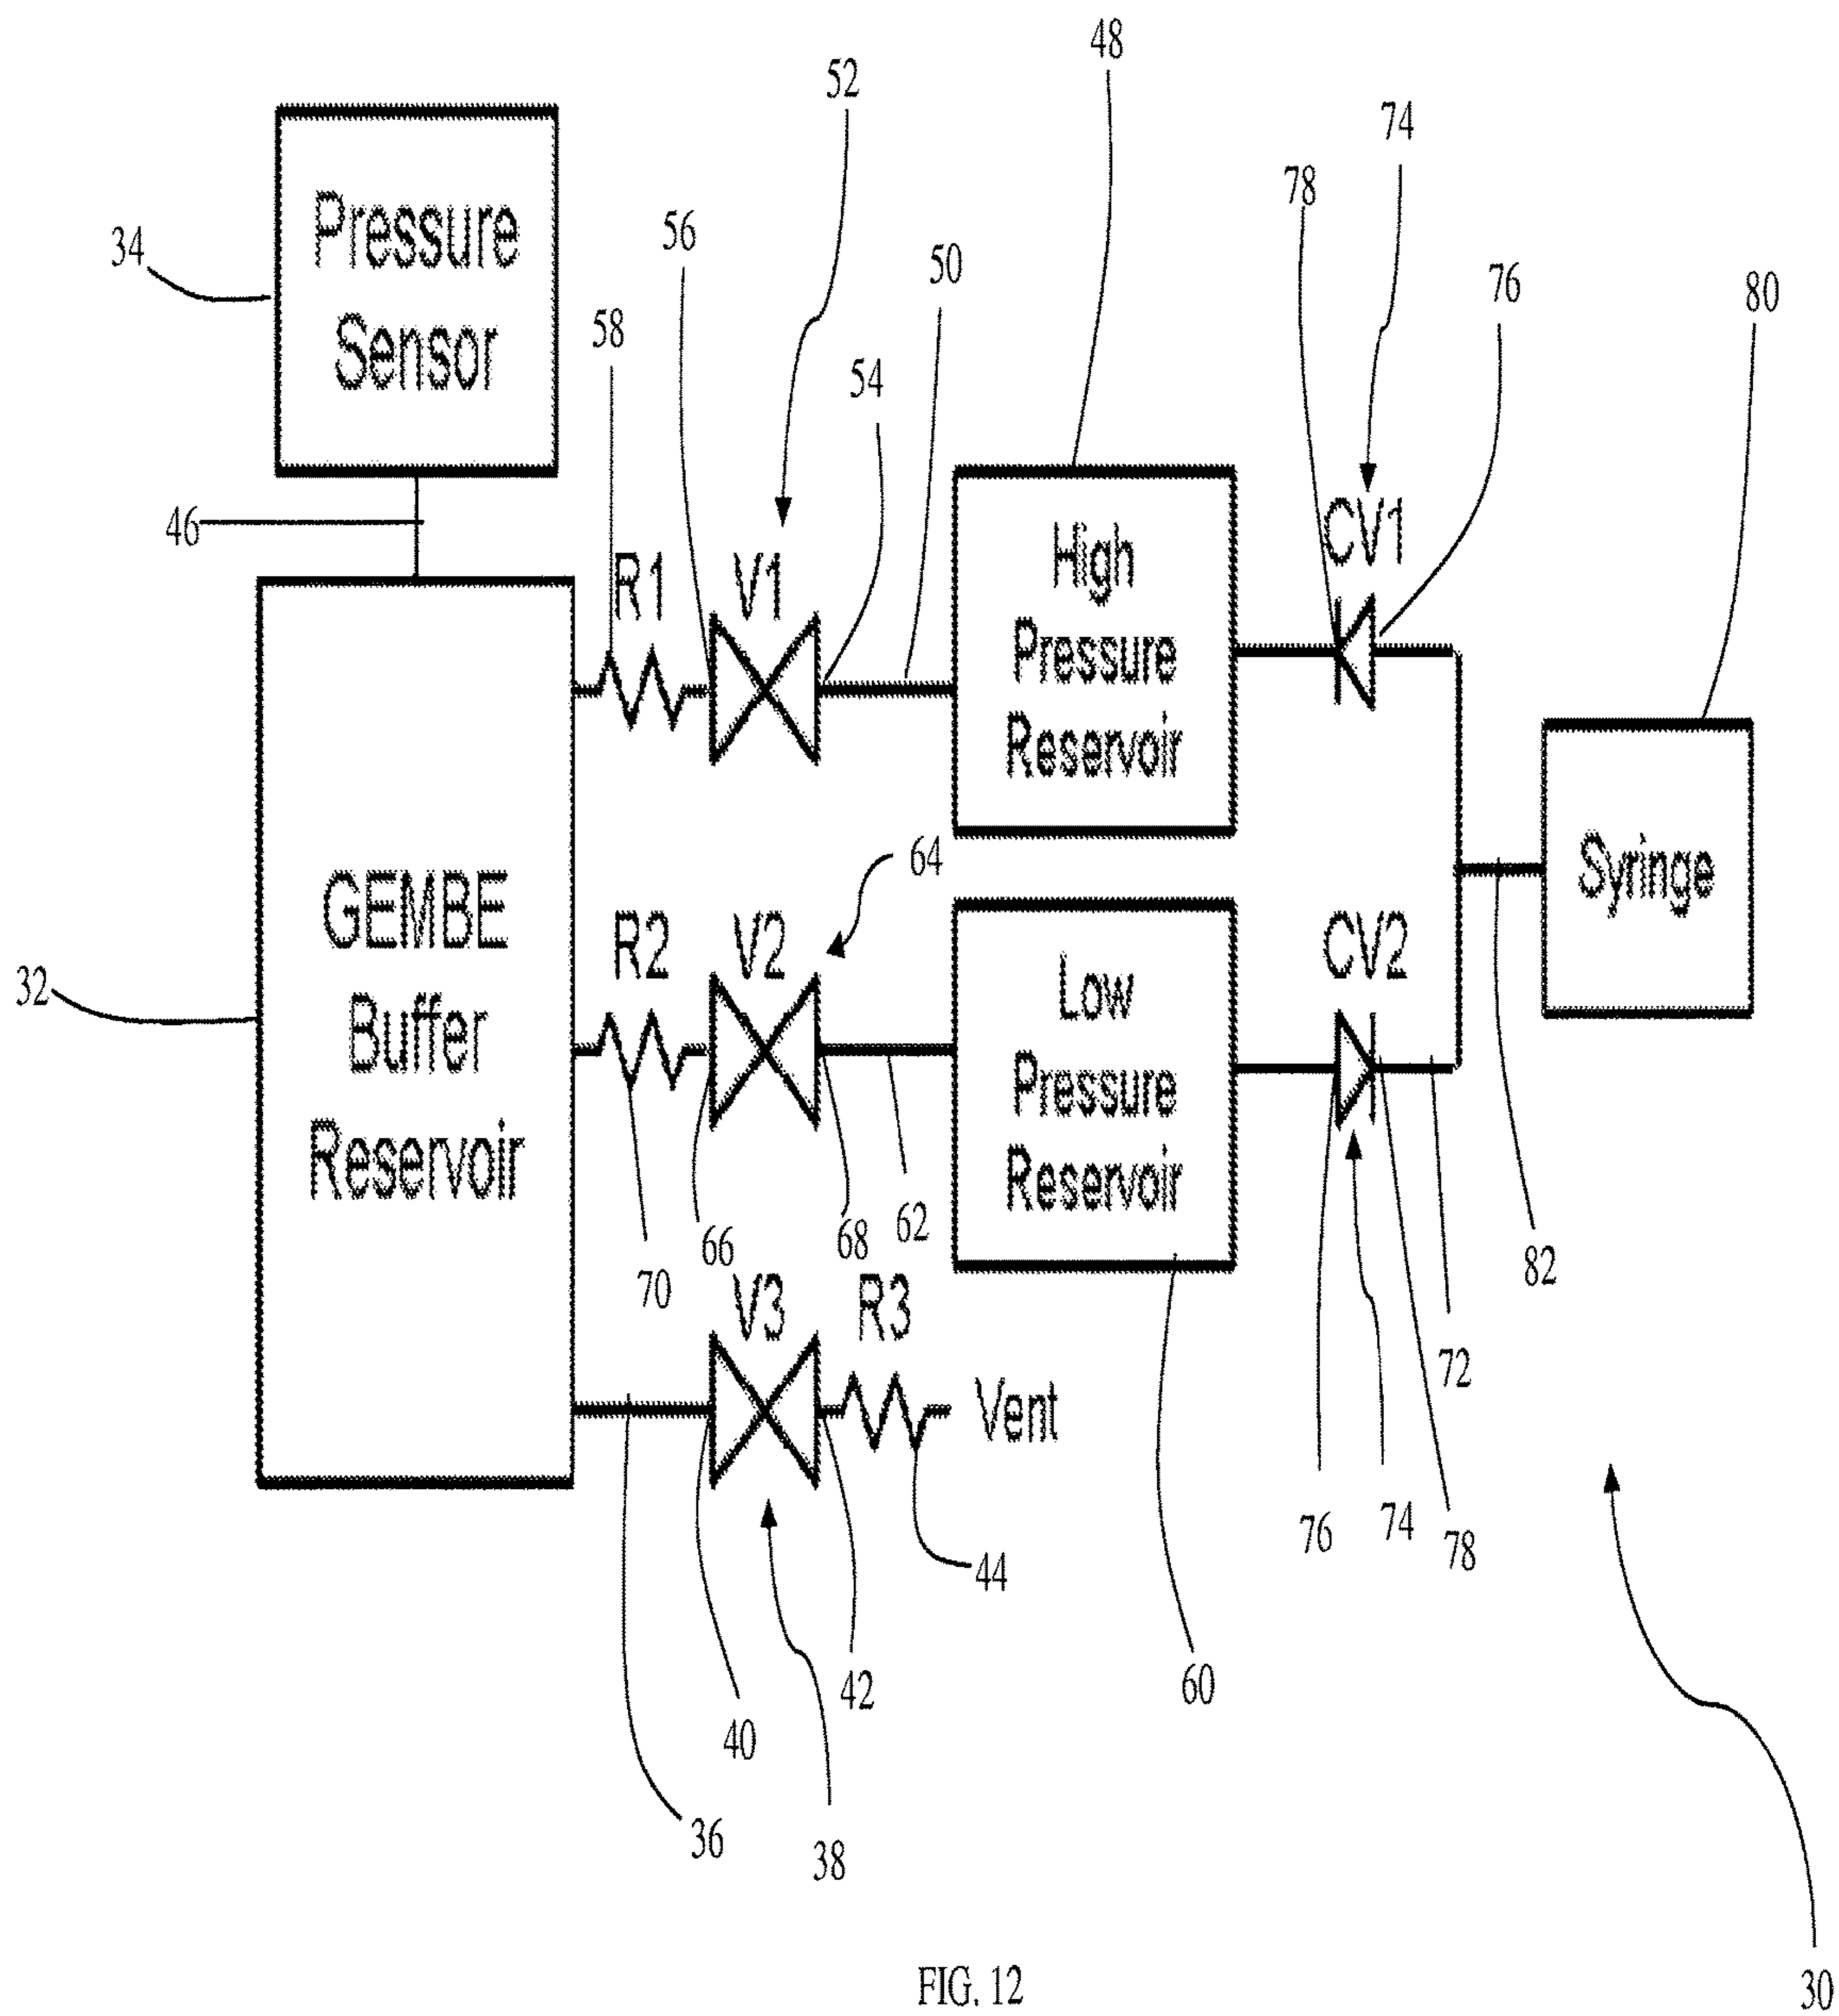 48
52
74
78
Pressure
Sensor
34
56
50
76
80
58
54
46
R1
V1
High
Pressure
Reservoir
CV1
64
Syringe
GEMBE
Buffer
Reservoir
32
R2
V2
Low
Pressure
Reservoir
CV2
66
68
62
82
70
V3
R3
72
Vent
76
74
78
44
42
60
40
36
38
FIG. 12
30